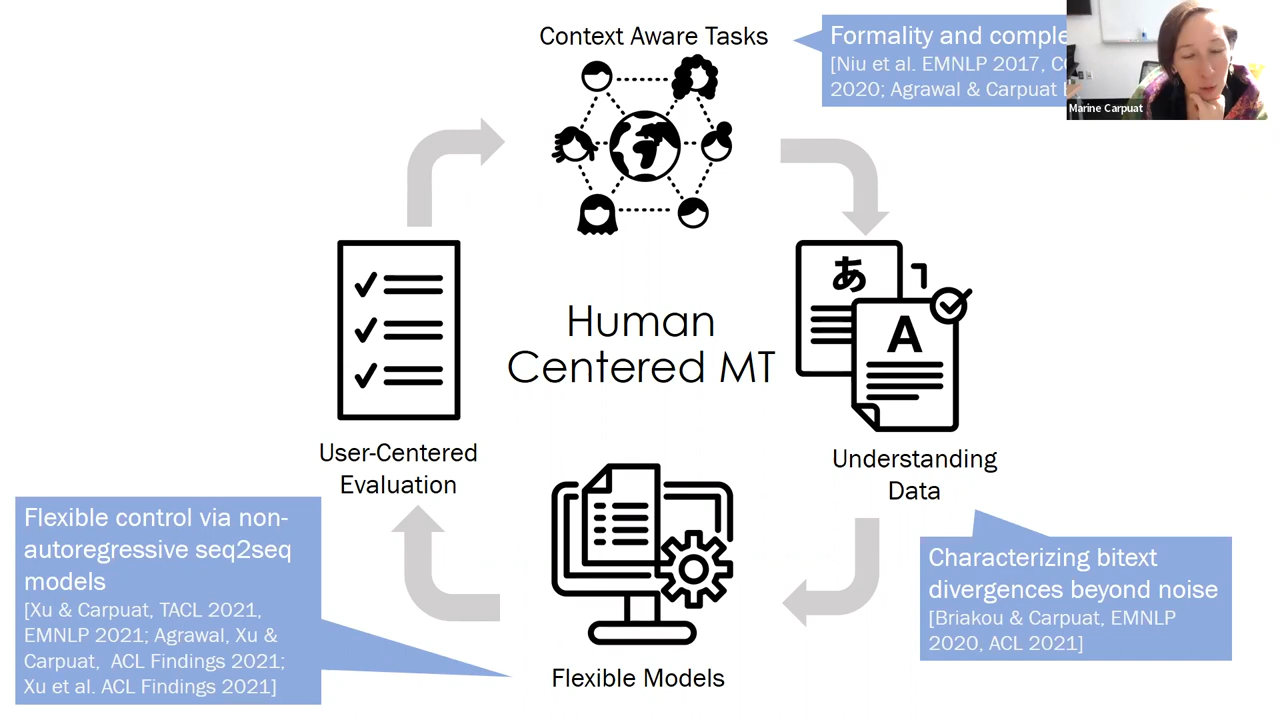 Context Aware Tasks
Formality and
[Niu et al. EMNLP 2017,
2020; Agrawal & Carpuat
Marine Carpuat
あ
A
Human
Centered MT
User-Centered
Evaluation
Understanding
Data
Flexible control via non-
autoregressive seq2seq
models
[Xu & Carpuat, TACL 2021,
EMNLP 2021; Agrawal, Xu &
Carpuat, ACL Findings 2021;
Xu et al. ACL Findings 2021]
Characterizing bitext
divergences beyond noise
[Briakou & Carpuat, EMNLP
2020, ACL 2021]
Flexible Models